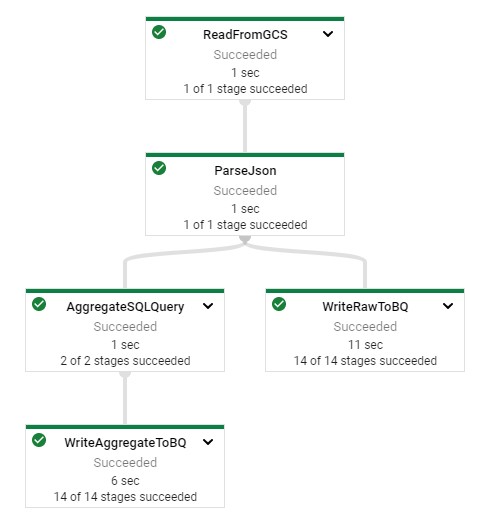 ReadFromGCS
Succeeded
1 sec
1 of 1 stage succeeded
ParseJson
Succeeded
1 sec
1 of 1 stage succeeded
AggregateSQLQuery
Succeeded
1 sec
2 of 2 stages succeeded
WriteRawToBQ
Succeeded
11 sec
14 of 14 stages succeeded
WriteAggregateToBQ
Succeeded
6 sec
14 of 14 stages succeeded